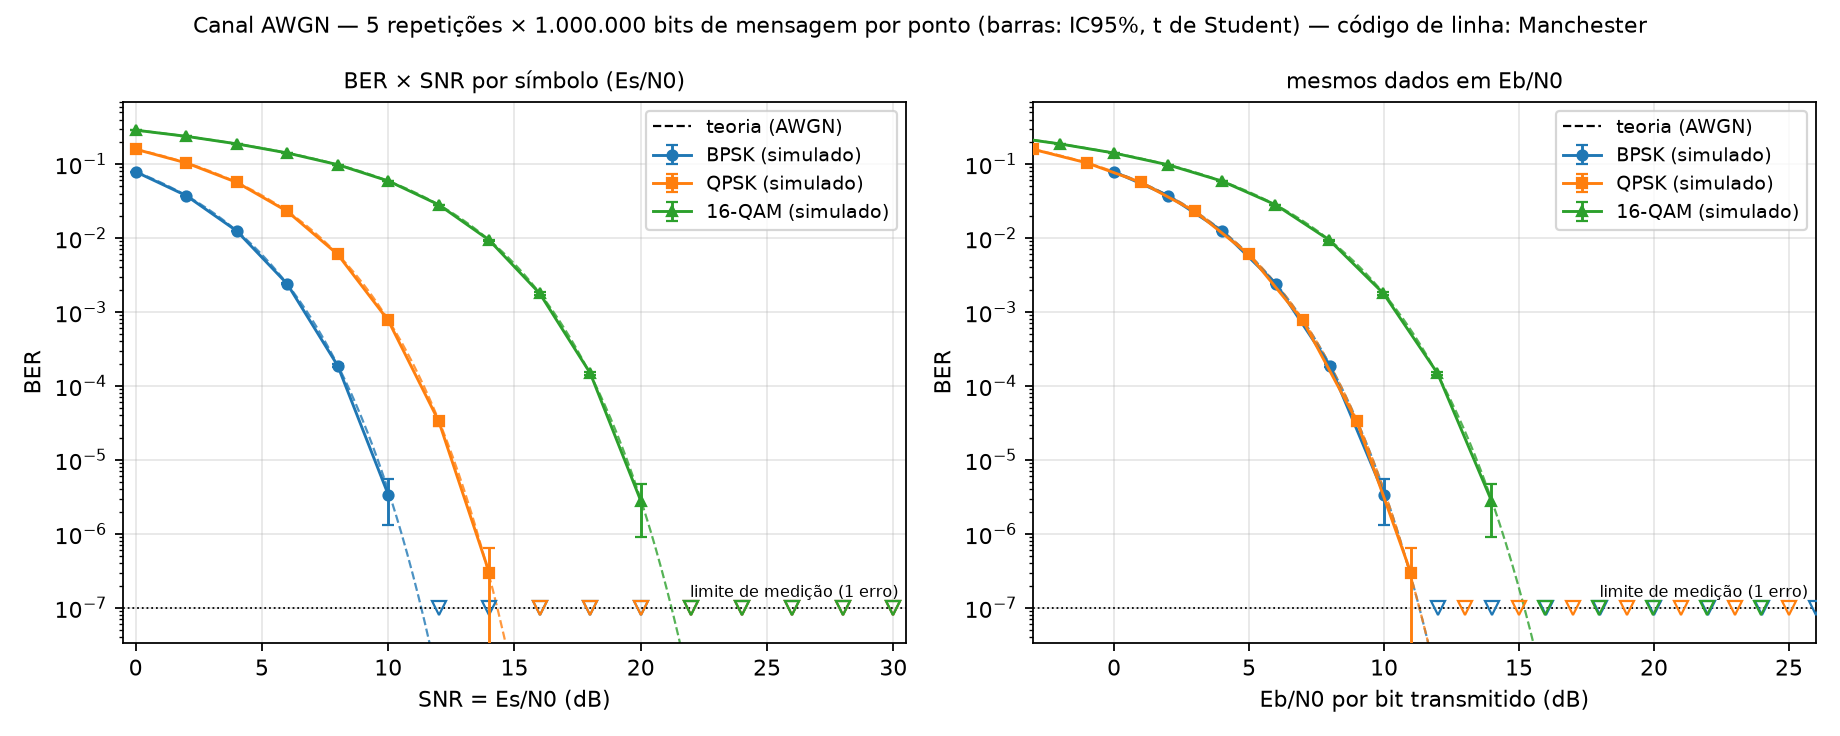 Canal AWGN — 5 repetições × 1.000.000 bits de mensagem por ponto (barras: IC95%, t de Student) — código de linha: Manchester
BER × SNR por símbolo (Es/N0)
teoria (AWGN)
BPSK (simulado)
QPSK (simulado)
16-QAM (simulado)
limite de medição (1 erro)
10⁻¹
10⁻²
10⁻³
10⁻⁴
10⁻⁵
10⁻⁶
10⁻⁷
BER
0 5 10 15 20 25 30
SNR = Es/N0 (dB)
mesmos dados em Eb/N0
teoria (AWGN)
BPSK (simulado)
QPSK (simulado)
16-QAM (simulado)
limite de medição (1 erro)
10⁻¹
10⁻²
10⁻³
10⁻⁴
10⁻⁵
10⁻⁶
10⁻⁷
BER
0 5 10 15 20 25
Eb/N0 por bit transmitido (dB)